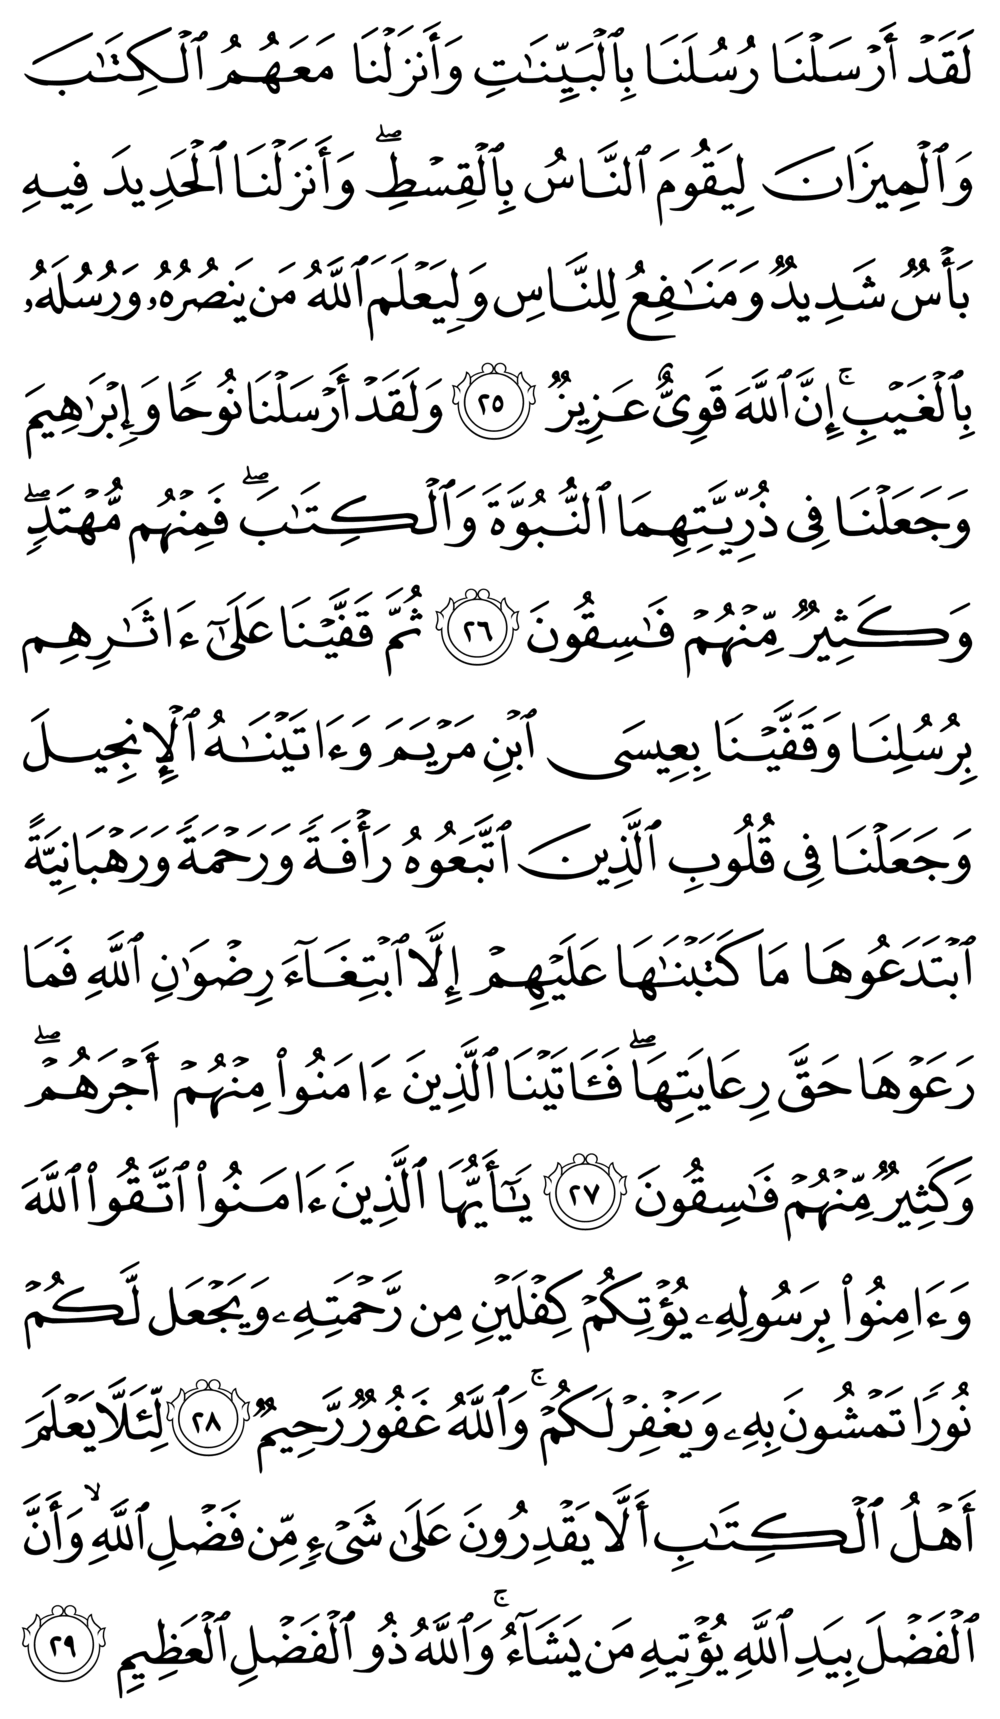 لَقَدۡ أَرۡسَلۡنَا رُسُلَنَا بِٱلۡبَيِّنَٰتِ وَأَنزَلۡنَا مَعَهُمُ ٱلۡكِتَٰبَ
وَٱلۡمِيزَانَ لِيَقُومَ ٱلنَّاسُ بِٱلۡقِسۡطِۖ وَأَنزَلۡنَا ٱلۡحَدِيدَ فِيهِ
بَأۡسٞ شَدِيدٞ وَمَنَٰفِعُ لِلنَّاسِ وَلِيَعۡلَمَ ٱللَّهُ مَن يَنصُرُهُۥ وَرُسُلَهُۥ
بِٱلۡغَيۡبِۚ إِنَّ ٱللَّهَ قَوِيٌّ عَزِيزٞ ٢٥ وَلَقَدۡ أَرۡسَلۡنَا نُوحٗا وَإِبۡرَٰهِيمَ
وَجَعَلۡنَا فِي ذُرِّيَّتِهِمَا ٱلنُّبُوَّةَ وَٱلۡكِتَٰبَۖ فَمِنۡهُم مُّهۡتَدٖۖ
وَكَثِيرٞ مِّنۡهُمۡ فَٰسِقُونَ ٢٦ ثُمَّ قَفَّيۡنَا عَلَىٰٓ ءَاثَٰرِهِم
بِرُسُلِنَا وَقَفَّيۡنَا بِعِيسَى ٱبۡنِ مَرۡيَمَ وَءَاتَيۡنَٰهُ ٱلۡإِنجِيلَ
وَجَعَلۡنَا فِي قُلُوبِ ٱلَّذِينَ ٱتَّبَعُوهُ رَأۡفَةٗ وَرَحۡمَةٗ وَرَهۡبَانِيَّةً
ٱبۡتَدَعُوهَا مَا كَتَبۡنَٰهَا عَلَيۡهِمۡ إِلَّا ٱبۡتِغَآءَ رِضۡوَٰنِ ٱللَّهِ فَمَا
رَعَوۡهَا حَقَّ رِعَايَتِهَاۖ فَـَٔاتَيۡنَا ٱلَّذِينَ ءَامَنُواْ مِنۡهُمۡ أَجۡرَهُمۡۖ
وَكَثِيرٞ مِّنۡهُمۡ فَٰسِقُونَ ٢٧ يَٰٓأَيُّهَا ٱلَّذِينَ ءَامَنُواْ ٱتَّقُواْ ٱللَّهَ
وَءَامِنُواْ بِرَسُولِهِۦ يُؤۡتِكُمۡ كِفۡلَيۡنِ مِن رَّحۡمَتِهِۦ وَيَجۡعَل لَّكُمۡ
نُورٗا تَمۡشُونَ بِهِۦ وَيَغۡفِرۡ لَكُمۡۚ وَٱللَّهُ غَفُورٞ رَّحِيمٞ ٢٨ لِّئَلَّا يَعۡلَمَ
أَهۡلُ ٱلۡكِتَٰبِ أَلَّا يَقۡدِرُونَ عَلَىٰ شَيۡءٖ مِّن فَضۡلِ ٱللَّهِۙ وَأَنَّ
ٱلۡفَضۡلَ بِيَدِ ٱللَّهِ يُؤۡتِيهِ مَن يَشَآءُۚ وَٱللَّهُ ذُو ٱلۡفَضۡلِ ٱلۡعَظِيمِ ٢٩